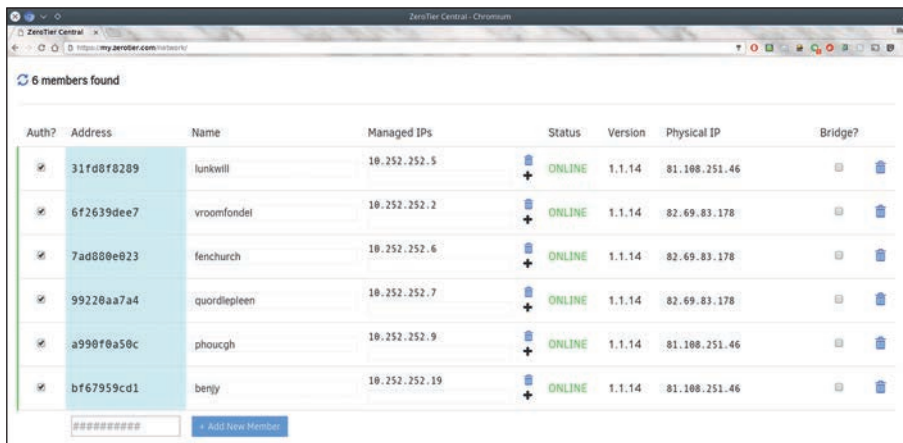 ZeroTier Central - Chromium
ZeroTier Central
https://my.zerotier.com/network/
6 members found
Auth? Address Name Managed IPs Status Version Physical IP Bridge?
31fd8f8289 lunkwill 10.252.252.5 ONLINE 1.1.14 81.108.251.46
6f2639dee7 vroomfondel 10.252.252.2 ONLINE 1.1.14 82.69.83.178
7ad880e023 fenchurch 10.252.252.6 ONLINE 1.1.14 82.69.83.178
99220aa7a4 quordlepleen 10.252.252.7 ONLINE 1.1.14 82.69.83.178
a990f0a50c phoucgh 10.252.252.9 ONLINE 1.1.14 81.108.251.46
bf67959cd1 benjy 10.252.252.19 ONLINE 1.1.14 81.108.251.46
########## + Add New Member